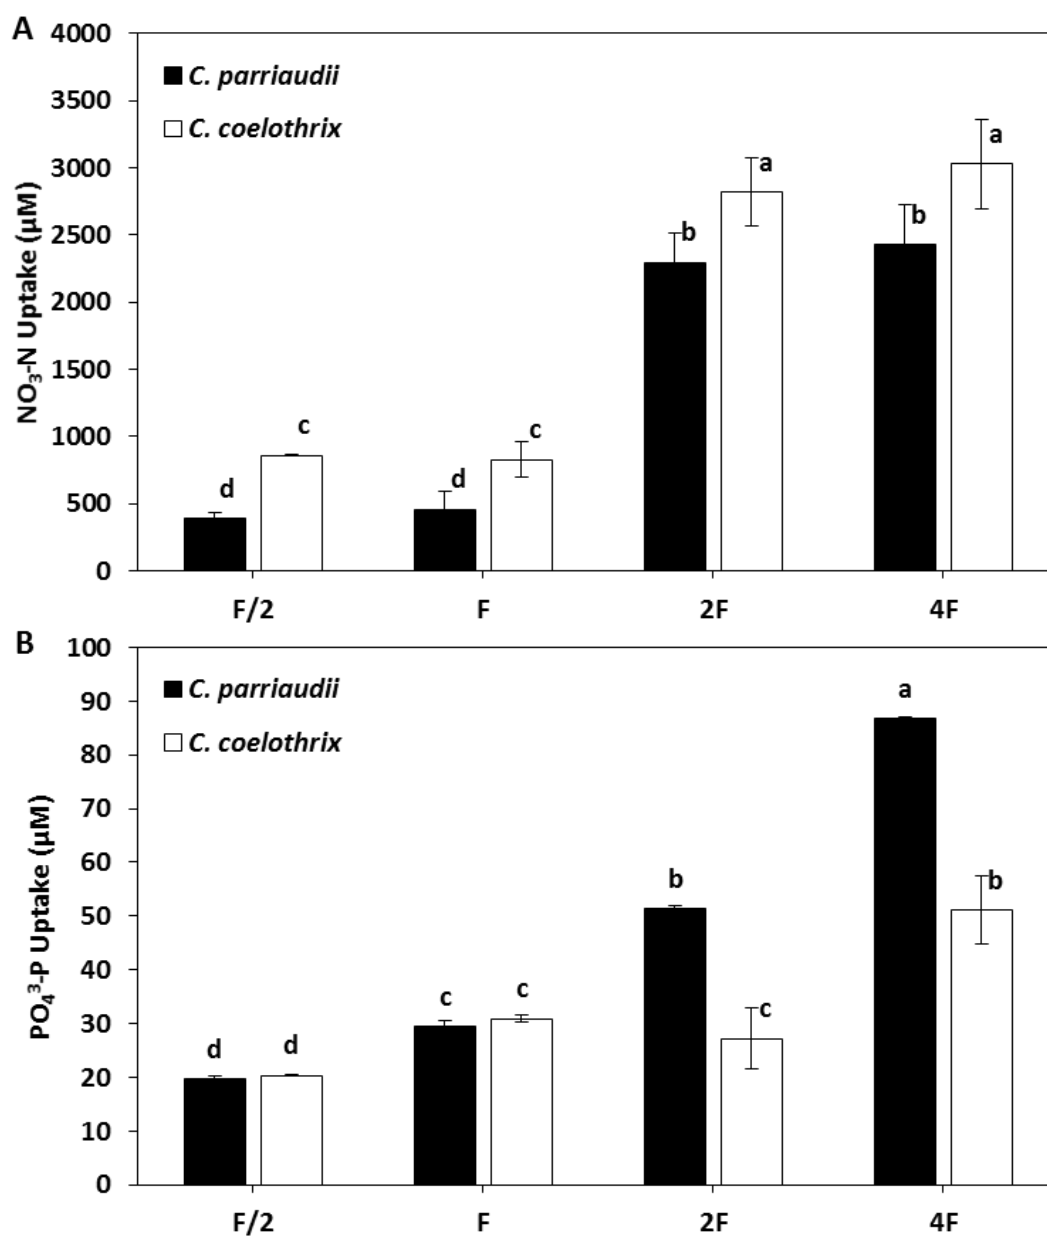 A
4000
3500
3000
2500
2000
1500
1000
500
0
NO₃-N Uptake (µM)
C. parriaudii
C. coelothrix
d
c
d
c
b
a
b
a
F/2
F
2F
4F
B
100
90
80
70
60
50
40
30
20
10
0
PO₄³-P Uptake (µM)
C. parriaudii
C. coelothrix
d
d
c
c
b
c
a
b
F/2
F
2F
4F